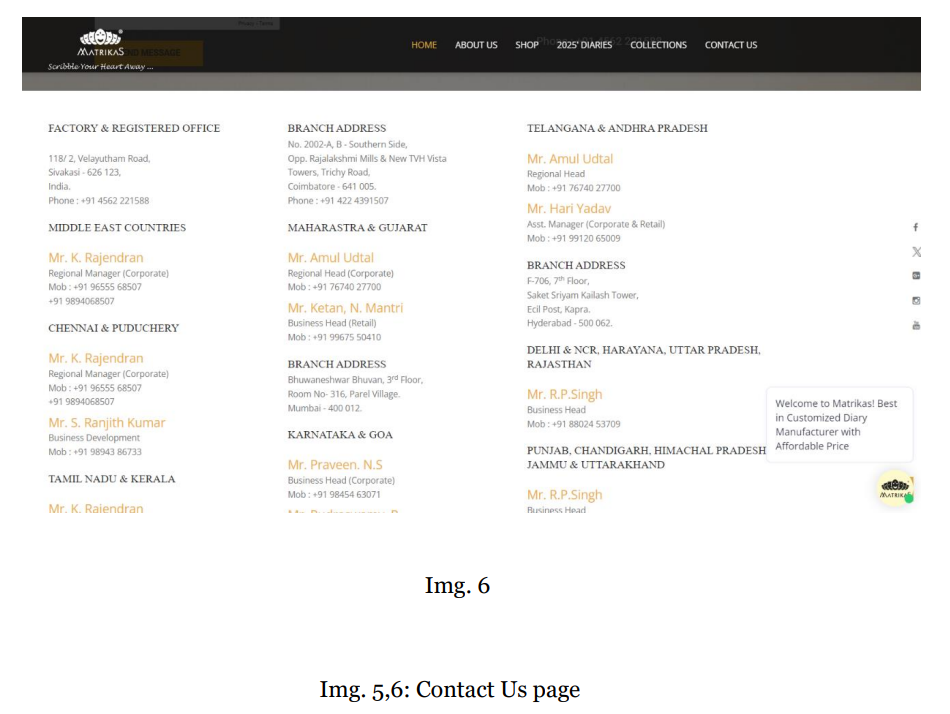 Privacy - Terms
MATRIKAS
SEND MESSAGE
Scribble Your Heart Away ...
HOME ABOUT US SHOP 2025' DIARIES COLLECTIONS CONTACT US
FACTORY & REGISTERED OFFICE
118/ 2, Velayutham Road,
Sivakasi - 626 123,
India.
Phone : +91 4562 221588
MIDDLE EAST COUNTRIES
Mr. K. Rajendran
Regional Manager (Corporate)
Mob : +91 96555 68507
+91 9894068507
CHENNAI & PUDUCHERY
Mr. K. Rajendran
Regional Manager (Corporate)
Mob : +91 96555 68507
+91 9894068507
Mr. S. Ranjith Kumar
Business Development
Mob : +91 98943 86733
TAMIL NADU & KERALA
Mr. K. Rajendran
BRANCH ADDRESS
No. 2002-A, B - Southern Side,
Opp. Rajalakshmi Mills & New TVH Vista
Towers, Trichy Road,
Coimbatore - 641 005.
Phone : +91 422 4391507
MAHARASTRA & GUJARAT
Mr. Amul Udtal
Regional Head (Corporate)
Mob : +91 76740 27700
Mr. Ketan, N. Mantri
Business Head (Retail)
Mob : +91 99675 50410
BRANCH ADDRESS
Bhuwaneshwar Bhuvan, 3rd Floor,
Room No- 316, Parel Village.
Mumbai - 400 012.
KARNATAKA & GOA
Mr. Praveen. N.S
Business Head (Corporate)
Mob : +91 98454 63071
TELANGANA & ANDHRA PRADESH
Mr. Amul Udtal
Regional Head
Mob : +91 76740 27700
Mr. Hari Yadav
Asst. Manager (Corporate & Retail)
Mob : +91 99120 65009
BRANCH ADDRESS
F-706, 7th Floor,
Saket Sriyam Kailash Tower,
Ecil Post, Kapra.
Hyderabad - 500 062.
DELHI & NCR, HARAYANA, UTTAR PRADESH,
RAJASTHAN
Mr. R.P.Singh
Business Head
Mob : +91 88024 53709
PUNJAB, CHANDIGARH, HIMACHAL PRADESH
JAMMU & UTTARAKHAND
Mr. R.P.Singh
Business Head
Welcome to Matrikas! Best
in Customized Diary
Manufacturer with
Affordable Price
MATRIKAS
Img. 6
Img. 5,6: Contact Us page